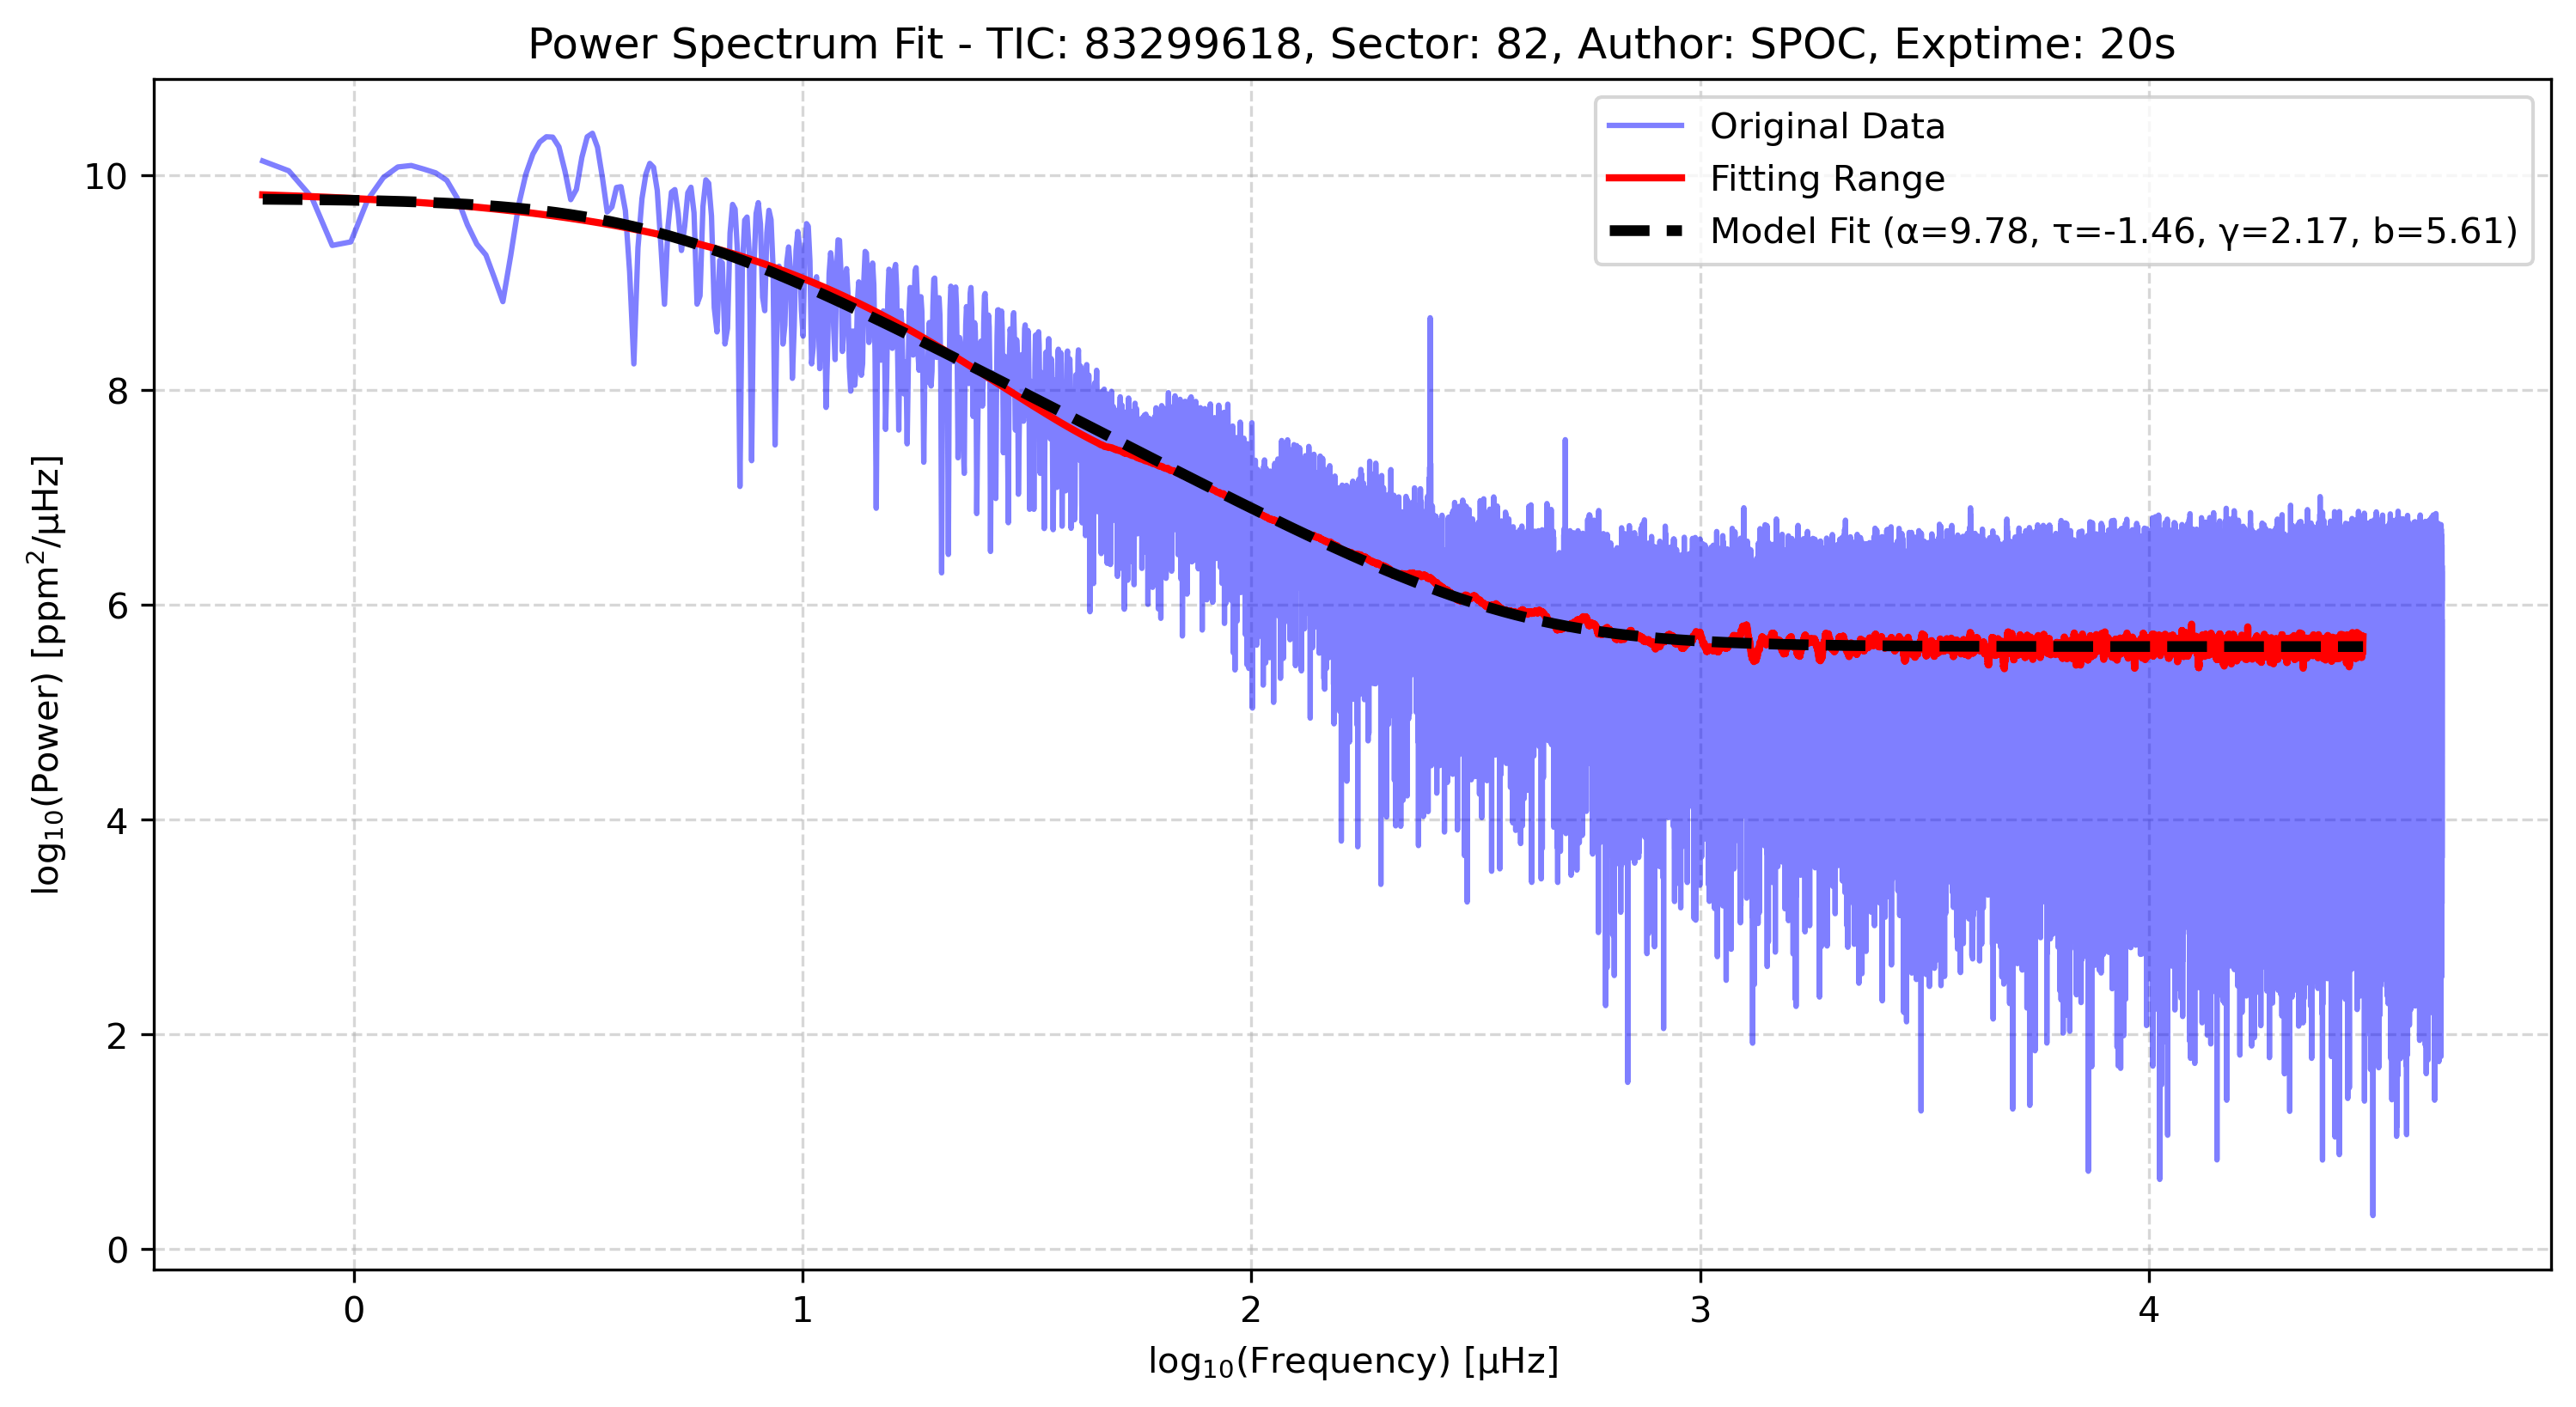 Power Spectrum Fit - TIC: 83299618, Sector: 82, Author: SPOC, Exptime: 20s
Original Data
Fitting Range
Model Fit (α=9.78, τ=-1.46, γ=2.17, b=5.61)
10
8
6
4
2
0
log₁₀(Power) [ppm²/μHz]
0 1 2 3 4
log₁₀(Frequency) [μHz]